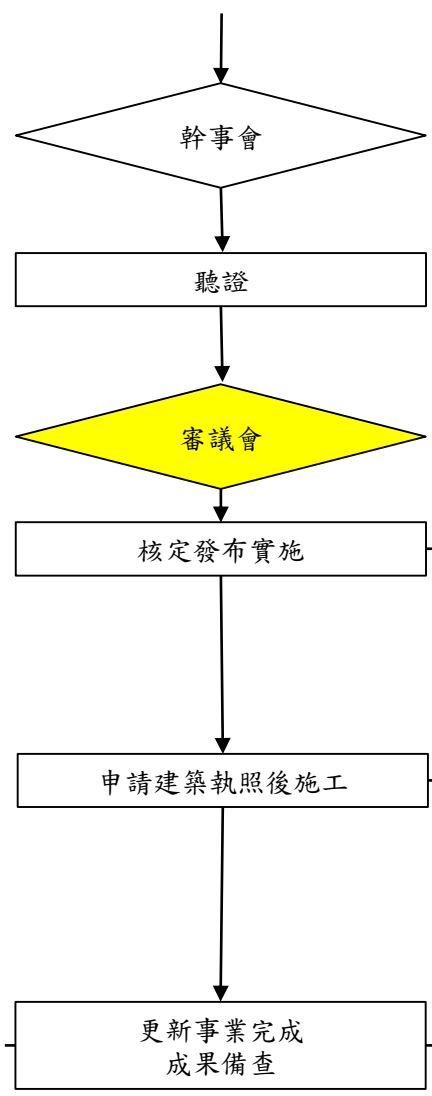 幹事會
聽證
審議會
核定發布實施
申請建築執照後施工
更新事業完成
成果備查